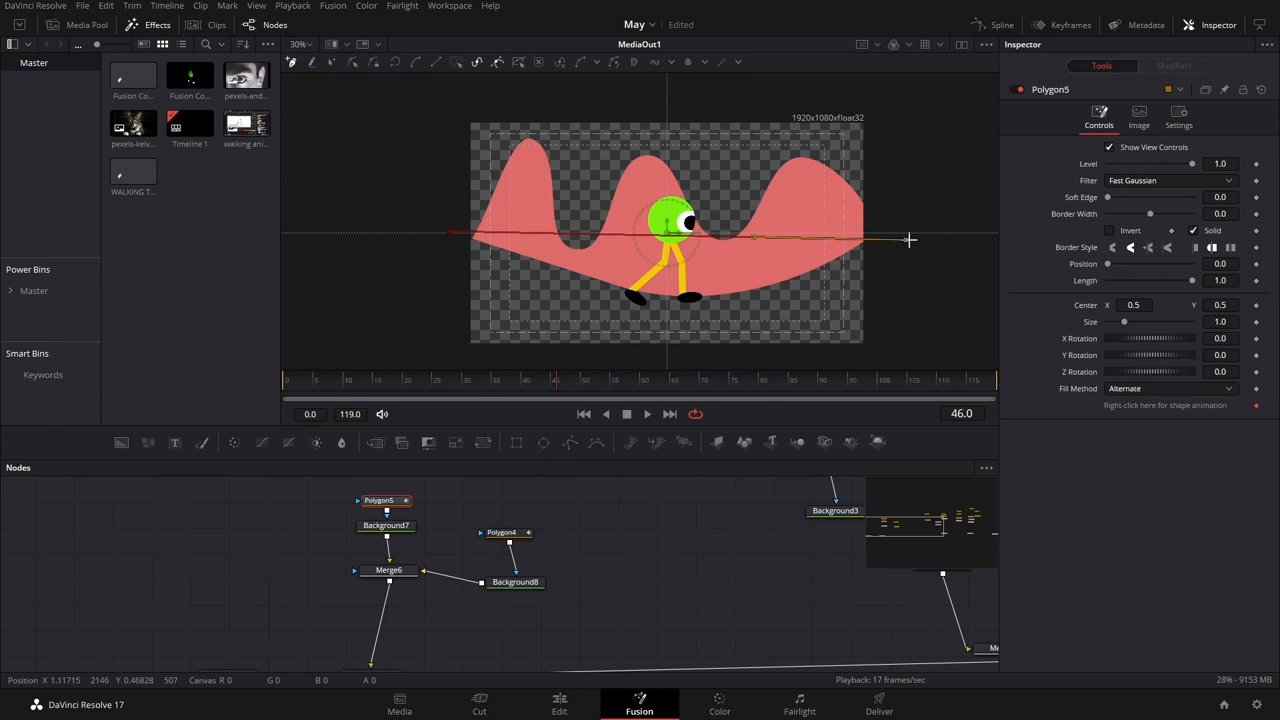 DaVinci Resolve File Edit Trim Timeline Clip Mark View Playback Fusion Color Fairlight Workspace Help
Media Pool Effects Clips Nodes May Edited Spline Keyframes Metadata Inspector
... 30% MediaOut1 Inspector
Master
Fusion Co... Fusion Co... pexels-and...
pexels-kelv... Timeline 1 walking ani...
WALKING T...
Power Bins
Master
Smart Bins
Keywords
1920x1080xfloat32
0 5 10 15 20 25 30 35 40 45 50 55 60 65 70 75 80 85 90 95 100 105 110 115
0.0 119.0 46.0
Tools Modifiers
Polygon5
Controls Image Settings
Show View Controls
Level 1.0
Filter Fast Gaussian
Soft Edge 0.0
Border Width 0.0
Invert Solid
Border Style
Position 0.0
Length 1.0
Center X 0.5 Y 0.5
Size 1.0
X Rotation 0.0
Y Rotation 0.0
Z Rotation 0.0
Fill Method Alternate
Right-click here for shape animation
Nodes
Polygon5
Background7
Polygon4
Merge6
Background8
Background3
Me
Position X 1.11715 2146 Y 0.46828 507 Canvas R 0 G 0 B 0 A 0 Playback: 17 frames/sec 28% - 9153 MB
DaVinci Resolve 17 Media Cut Edit Fusion Color Fairlight Deliver